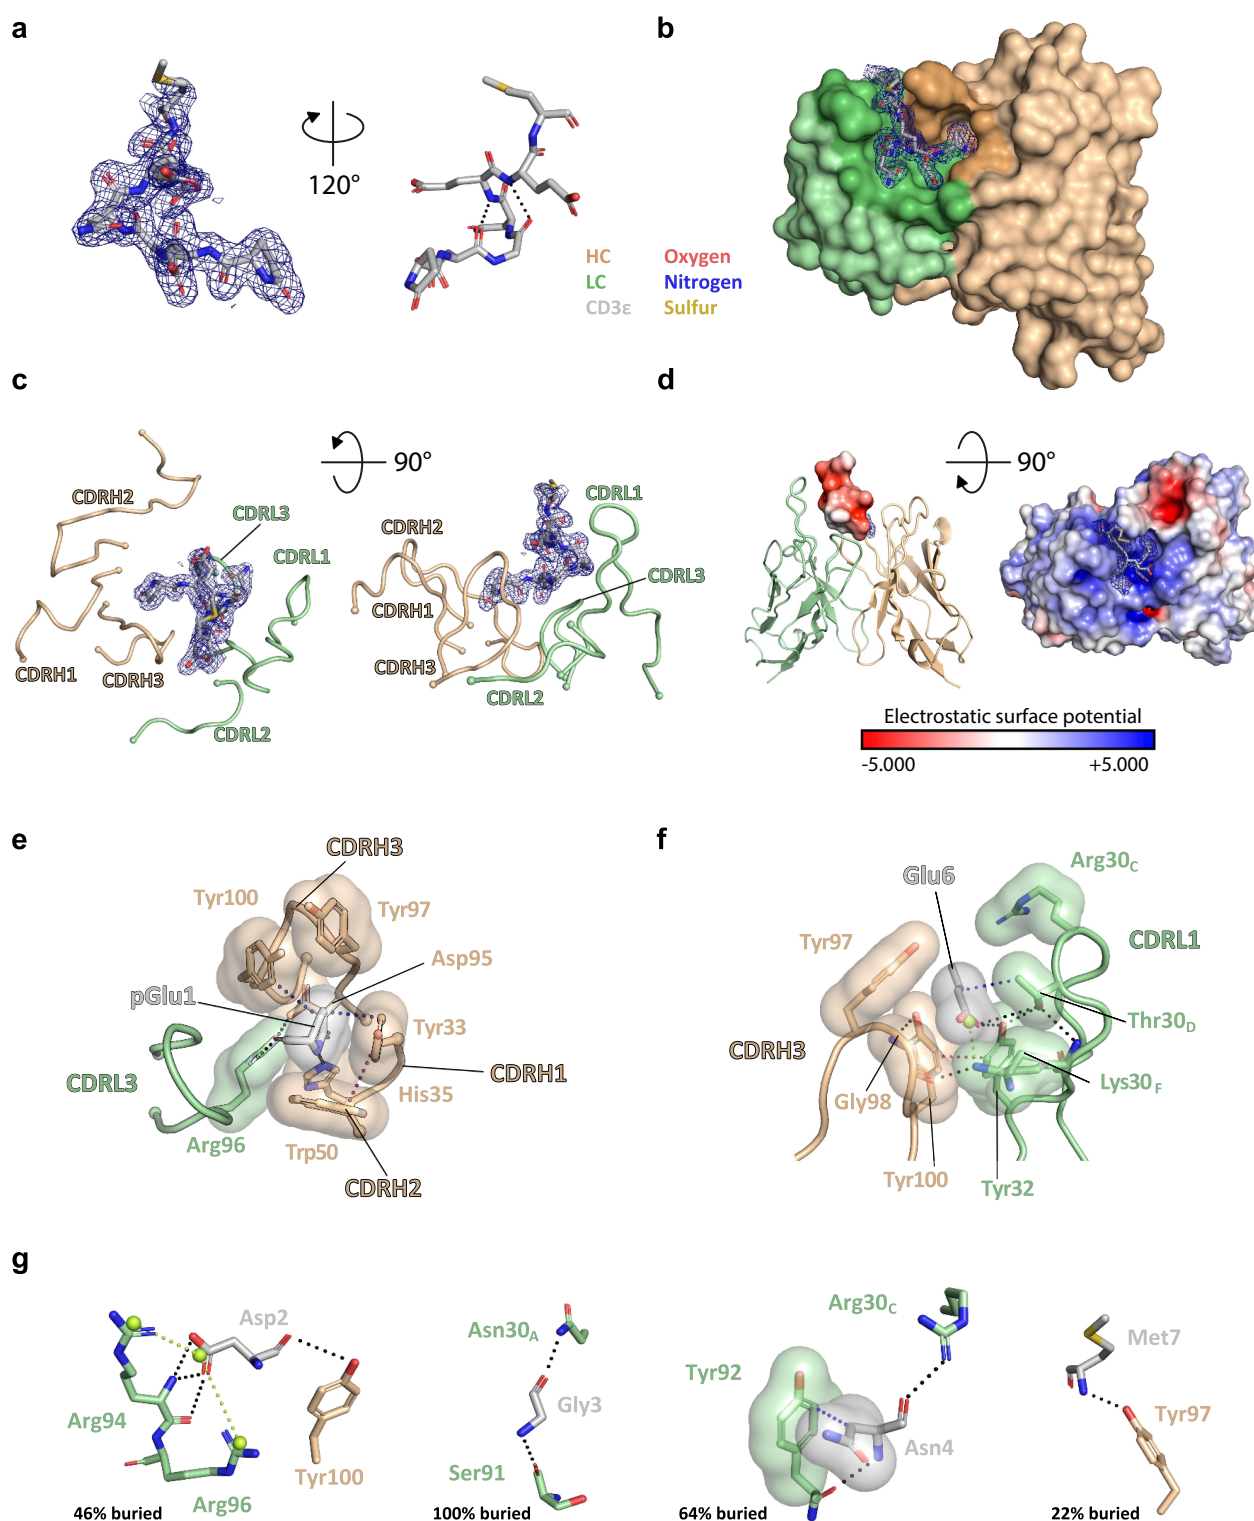 a
b
120°
HC
Oxygen
LC
Nitrogen
CD3ε
Sulfur
c
d
90°
CDRH2
CDRL3
CDRL1
CDRH1
CDRH3
CDRL2
CDRH2
CDRL1
CDRL3
CDRH1
CDRH3
CDRL2
90°
Electrostatic surface potential
-5.000
+5.000
e
f
CDRH3
Tyr100
Tyr97
Asp95
pGlu1
Tyr33
CDRL3
CDRH1
His35
Arg96
Trp50
CDRH2
Arg30C
Glu6
Tyr97
CDRL1
Thr30D
CDRH3
Lys30F
Gly98
Tyr100
Tyr32
g
Asp2
Arg94
Tyr100
Arg96
46% buried
Asn30A
Gly3
Ser91
100% buried
Arg30C
Tyr92
Asn4
64% buried
Met7
Tyr97
22% buried